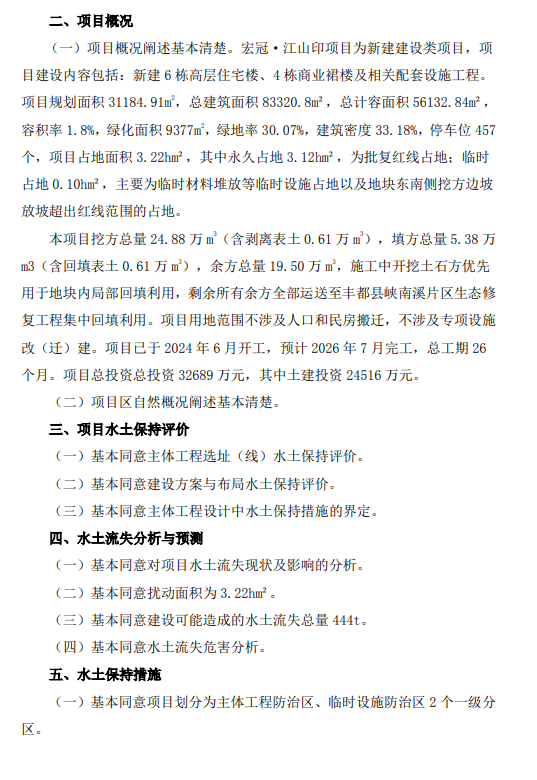 二、项目概况
（一）项目概况阐述基本清楚。宏冠·江山印项目为新建建设类项目，项
目建设内容包括：新建 6 栋高层住宅楼、4 栋商业裙楼及相关配套设施工程。
项目规划面积 31184.91㎡，总建筑面积 83320.8m²，总计容面积 56132.84m²，
容积率 1.8%，绿化面积 9377㎡，绿地率 30.07%，建筑密度 33.18%，停车位 457
个，项目占地面积 3.22hm²，其中永久占地 3.12hm²，为批复红线占地；临时
占地 0.10hm²，主要为临时材料堆放等临时设施占地以及地块东南侧挖方边坡
放坡超出红线范围的占地。
本项目挖方总量 24.88 万 m³（含剥离表土 0.61 万 m³），填方总量 5.38 万
m3（含回填表土 0.61 万 m³），余方总量 19.50 万 m³，施工中开挖土石方优先
用于地块内局部回填利用，剩余所有余方全部运送至丰都县峡南溪片区生态修
复工程集中回填利用。项目用地范围不涉及人口和民房搬迁，不涉及专项设施
改（迁）建。项目已于 2024 年 6 月开工，预计 2026 年 7 月完工，总工期 26
个月。项目总投资总投资 32689 万元，其中土建投资 24516 万元。
（二）项目区自然概况阐述基本清楚。
三、项目水土保持评价
（一）基本同意主体工程选址（线）水土保持评价。
（二）基本同意建设方案与布局水土保持评价。
（三）基本同意主体工程设计中水土保持措施的界定。
四、水土流失分析与预测
（一）基本同意对项目水土流失现状及影响的分析。
（二）基本同意扰动面积为 3.22hm²。
（三）基本同意建设可能造成的水土流失总量 444t。
（四）基本同意水土流失危害分析。
五、水土保持措施
（一）基本同意项目划分为主体工程防治区、临时设施防治区 2 个一级分
区。